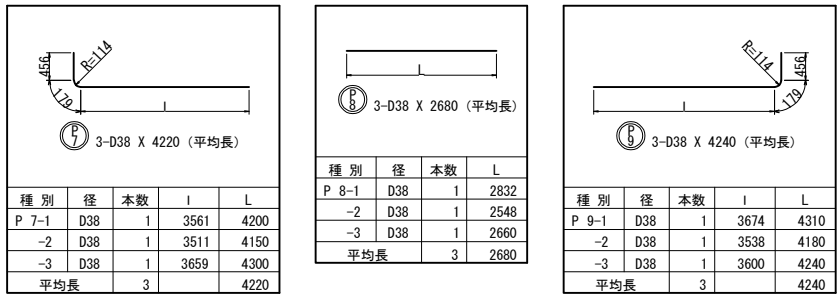 456
R=114
179
l
P
7
3-D38 X 4220 (平均長)
種 別 径 本数 l L
P 7-1 D38 1 3561 4200
-2 D38 1 3511 4150
-3 D38 1 3659 4300
平均長 3 4220
L
P
8
3-D38 X 2680 (平均長)
種 別 径 本数 L
P 8-1 D38 1 2832
-2 D38 1 2548
-3 D38 1 2660
平均長 3 2680
R=114
456
179
l
P
9
3-D38 X 4240 (平均長)
種 別 径 本数 l L
P 9-1 D38 1 3674 4310
-2 D38 1 3538 4180
-3 D38 1 3600 4240
平均長 3 4240